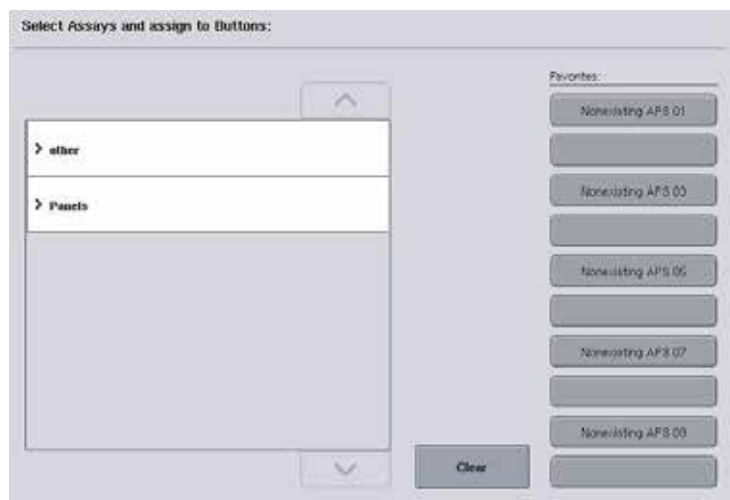 Select Assays and assign to Buttons:
Favorites:
Nonexisting APS 01
> other
Nonexisting APS 03
> Panels
Nonexisting APS 05
Nonexisting APS 07
Nonexisting APS 09
Clear